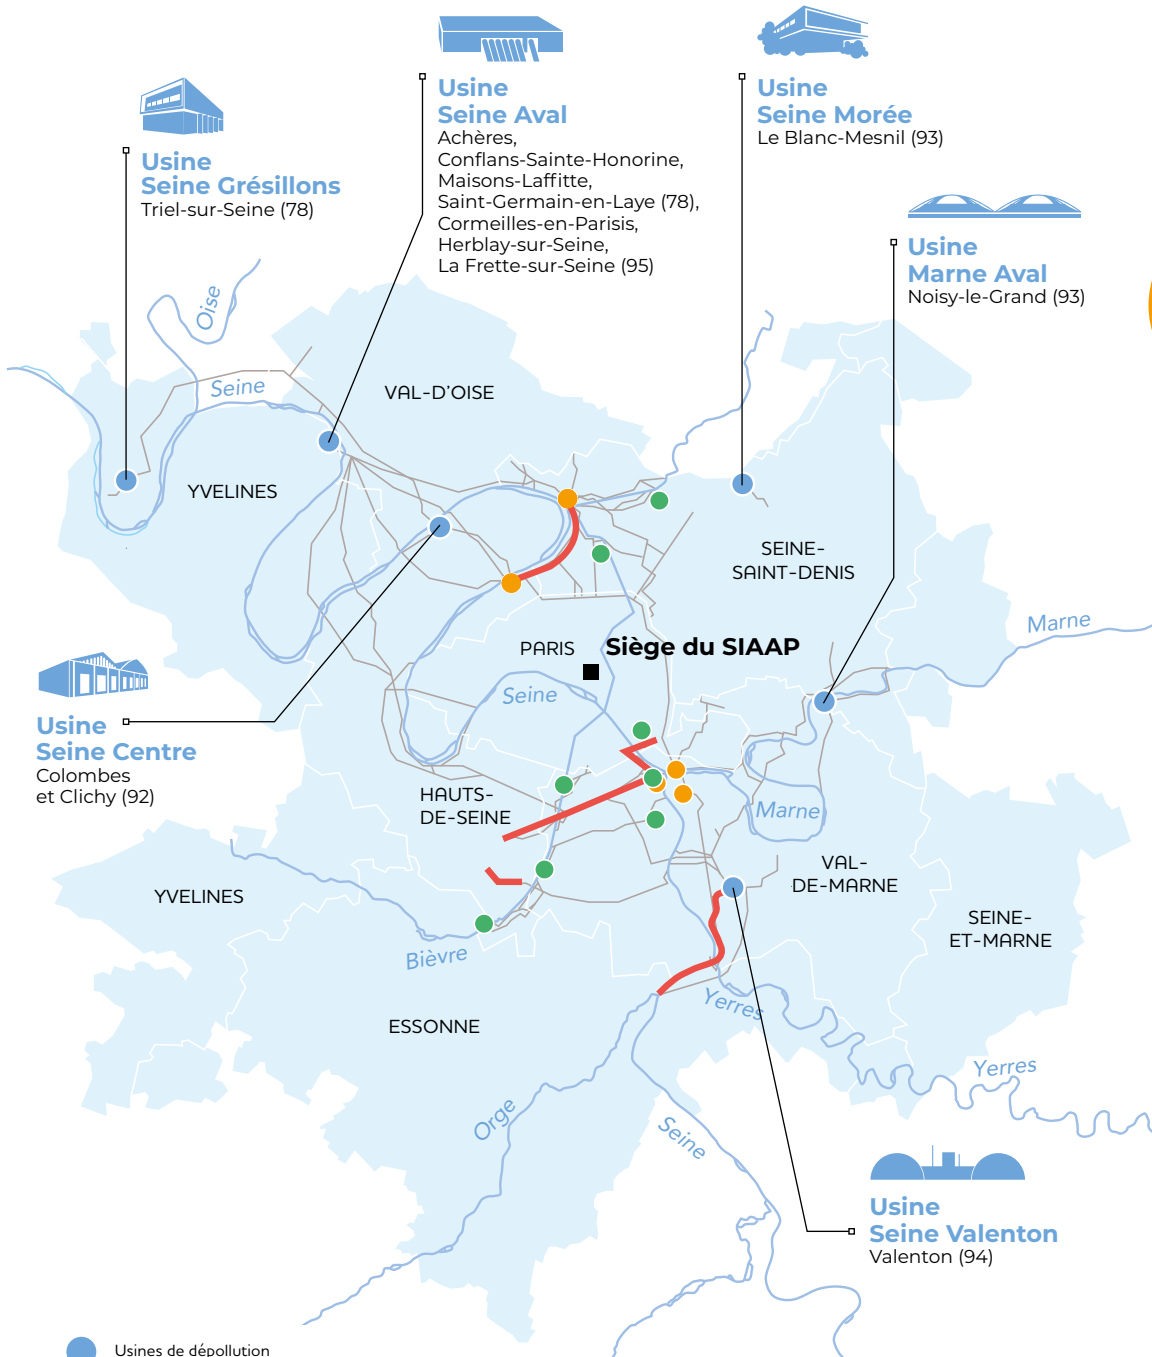 Usine
Seine Aval
Achères,
Conflans-Sainte-Honorine,
Maisons-Laffitte,
Saint-Germain-en-Laye (78),
Cormeilles-en-Parisis,
Herblay-sur-Seine,
La Frette-sur-Seine (95)
Usine
Seine Morée
Le Blanc-Mesnil (93)
Usine
Seine Grésillons
Triel-sur-Seine (78)
Usine
Marne Aval
Noisy-le-Grand (93)
Oise
Seine
VAL-D'OISE
YVELINES
SEINE-
SAINT-DENIS
Marne
PARIS
Siège du SIAAP
Seine
Usine
Seine Centre
Colombes
et Clichy (92)
HAUTS-
DE-SEINE
Marne
VAL-
DE-MARNE
YVELINES
SEINE-
ET-MARNE
Bièvre
Yerres
ESSONNE
Yerres
Orge
Seine
Usine
Seine Valenton
Valenton (94)
Usines de dépollution